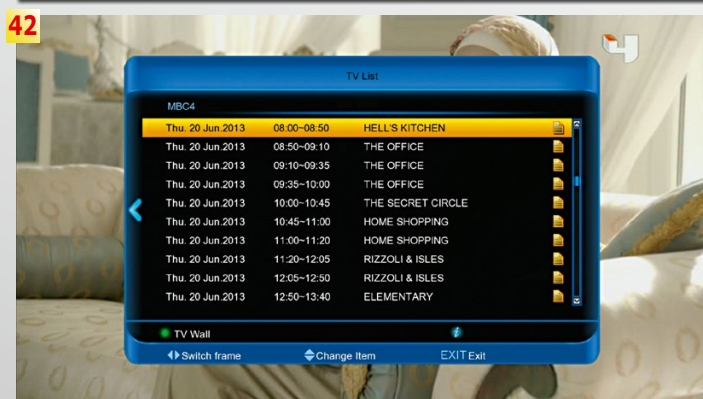 42
TV List
MBC4
Thu. 20 Jun.2013 08:00~08:50 HELL'S KITCHEN
Thu. 20 Jun.2013 08:50~09:10 THE OFFICE
Thu. 20 Jun.2013 09:10~09:35 THE OFFICE
Thu. 20 Jun.2013 09:35~10:00 THE OFFICE
Thu. 20 Jun.2013 10:00~10:45 THE SECRET CIRCLE
Thu. 20 Jun.2013 10:45~11:00 HOME SHOPPING
Thu. 20 Jun.2013 11:00~11:20 HOME SHOPPING
Thu. 20 Jun.2013 11:20~12:05 RIZZOLI & ISLES
Thu. 20 Jun.2013 12:05~12:50 RIZZOLI & ISLES
Thu. 20 Jun.2013 12:50~13:40 ELEMENTARY
TV Wall i
Switch frame Change Item EXIT Exit